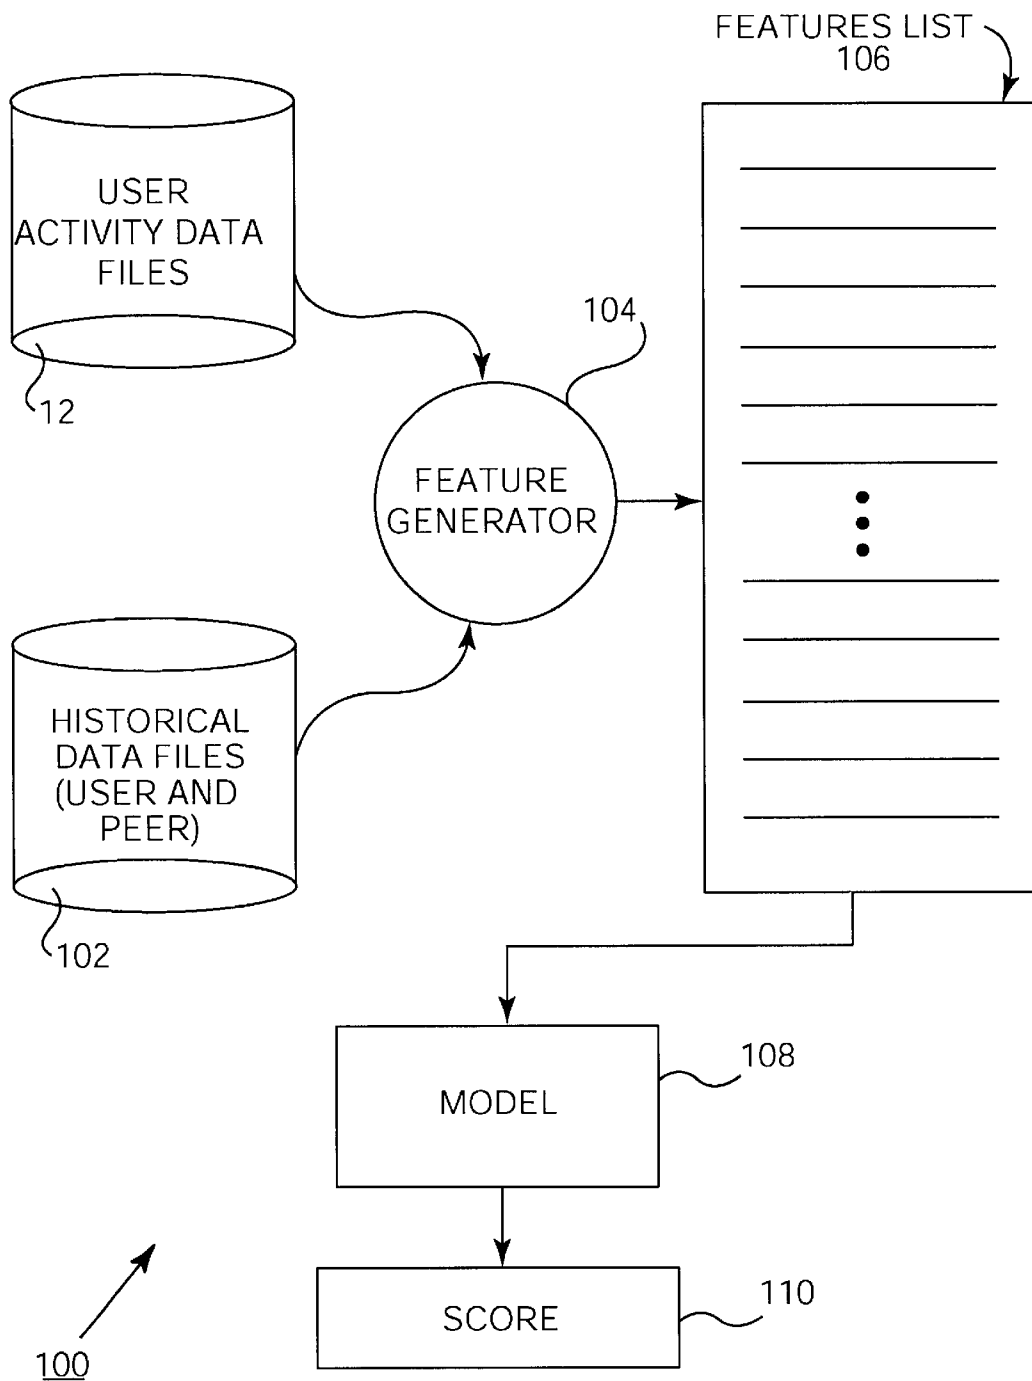 FEATURES LIST
106
USER
ACTIVITY DATA
FILES
12
104
FEATURE
GENERATOR
HISTORICAL
DATA FILES
(USER AND
PEER)
102
MODEL
108
SCORE
110
100